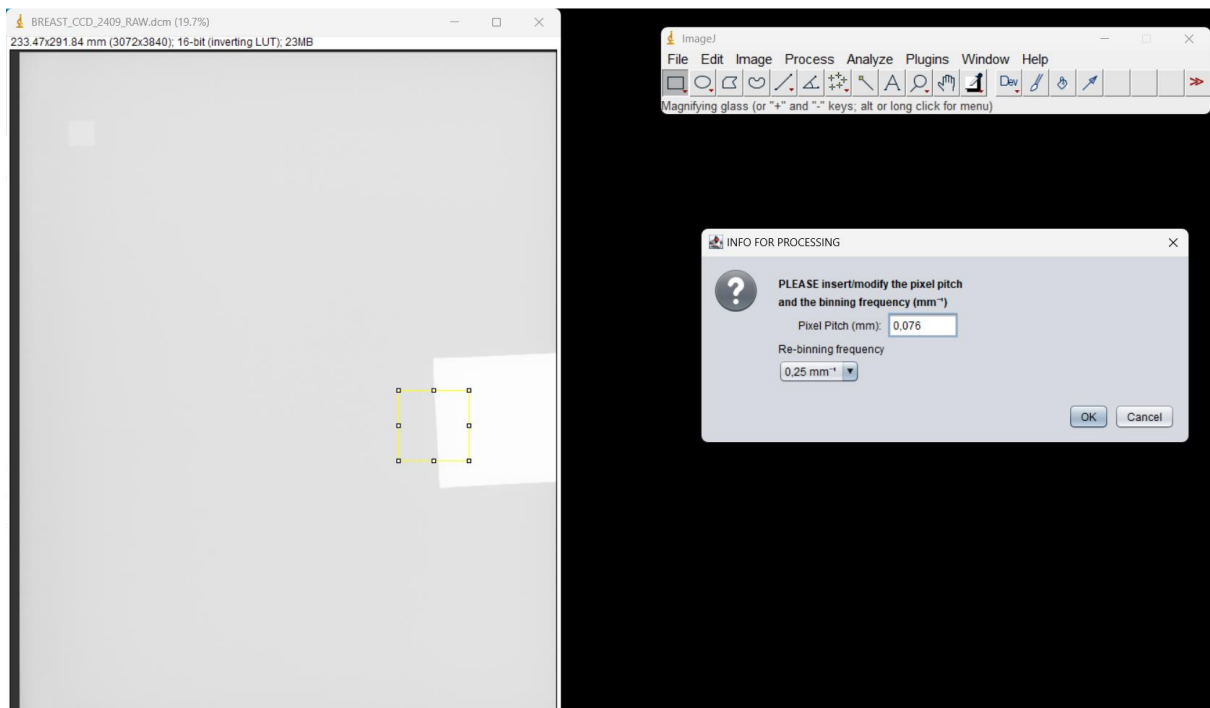 BREAST_CCD_2409_RAW.dcm (19.7%)
233.47x291.84 mm (3072x3840); 16-bit (inverting LUT); 23MB
ImageJ
File Edit Image Process Analyze Plugins Window Help
A Dev >>
Magnifying glass (or "+" and "-" keys; alt or long click for menu)
INFO FOR PROCESSING
PLEASE insert/modify the pixel pitch
and the binning frequency (mm⁻¹)
Pixel Pitch (mm): 0,076
Re-binning frequency
0,25 mm⁻¹
OK Cancel